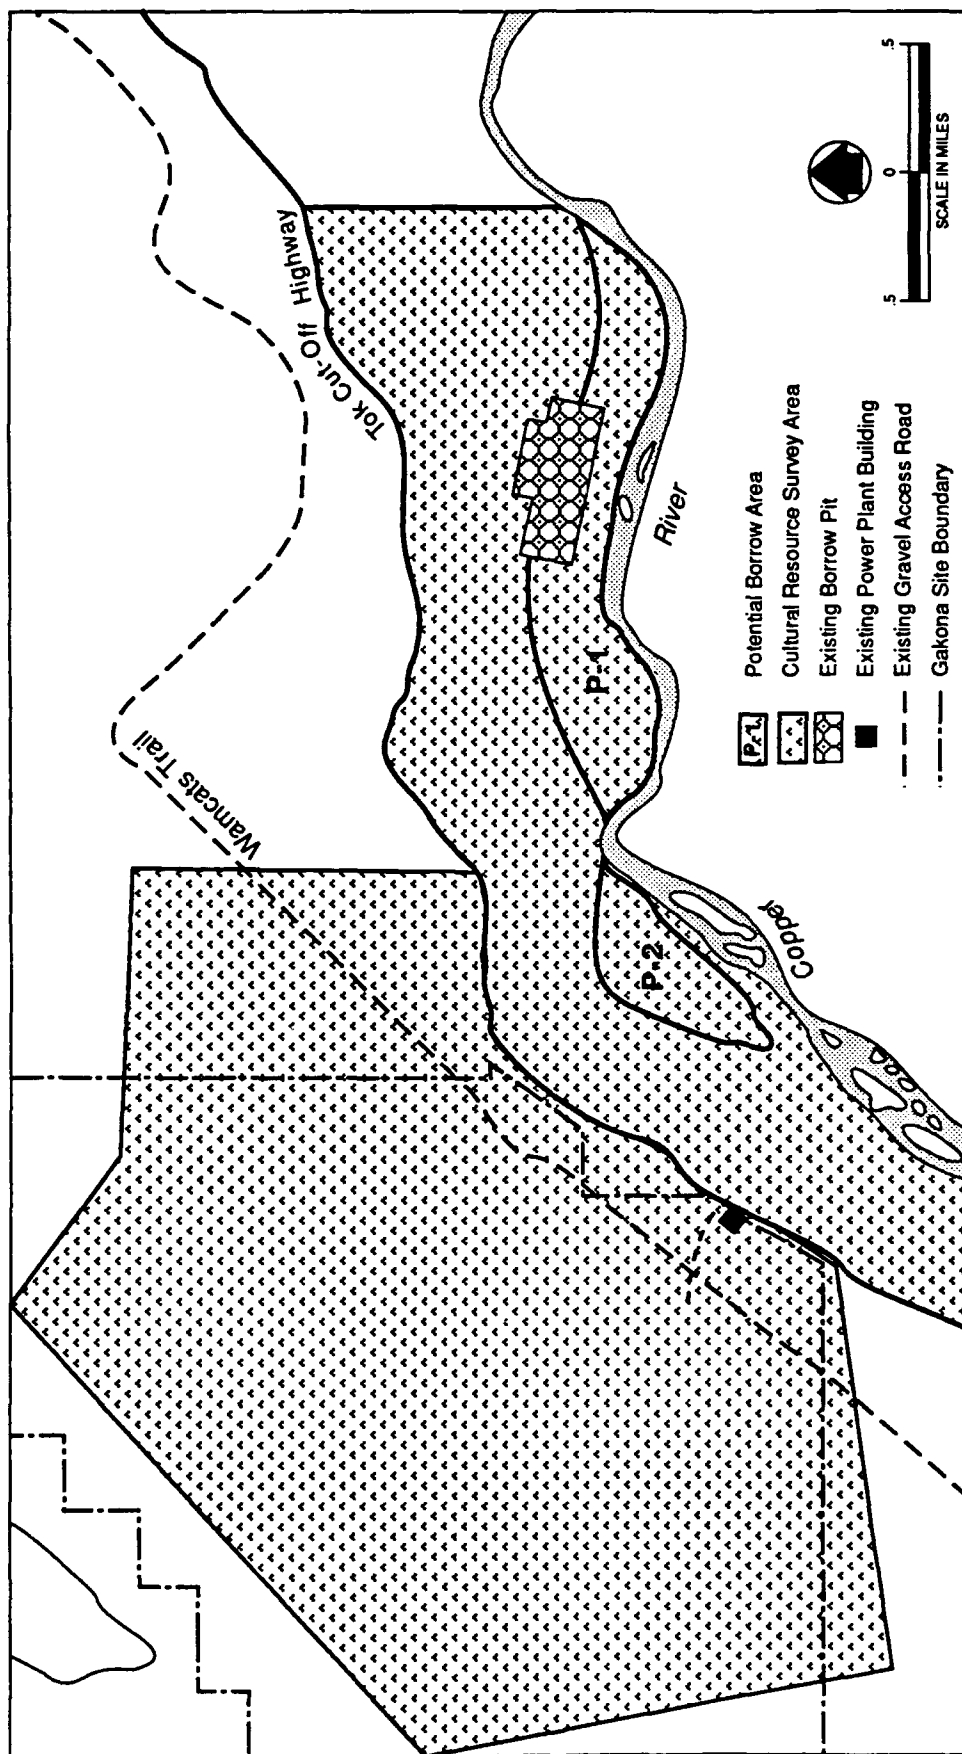 Tok Cut-Off Highway
Wamcats Trail
P-1
P-2
River
Copper
.5
0
.5
SCALE IN MILES
P-1
Potential Borrow Area
Cultural Resource Survey Area
Existing Borrow Pit
Existing Power Plant Building
Existing Gravel Access Road
Gakona Site Boundary